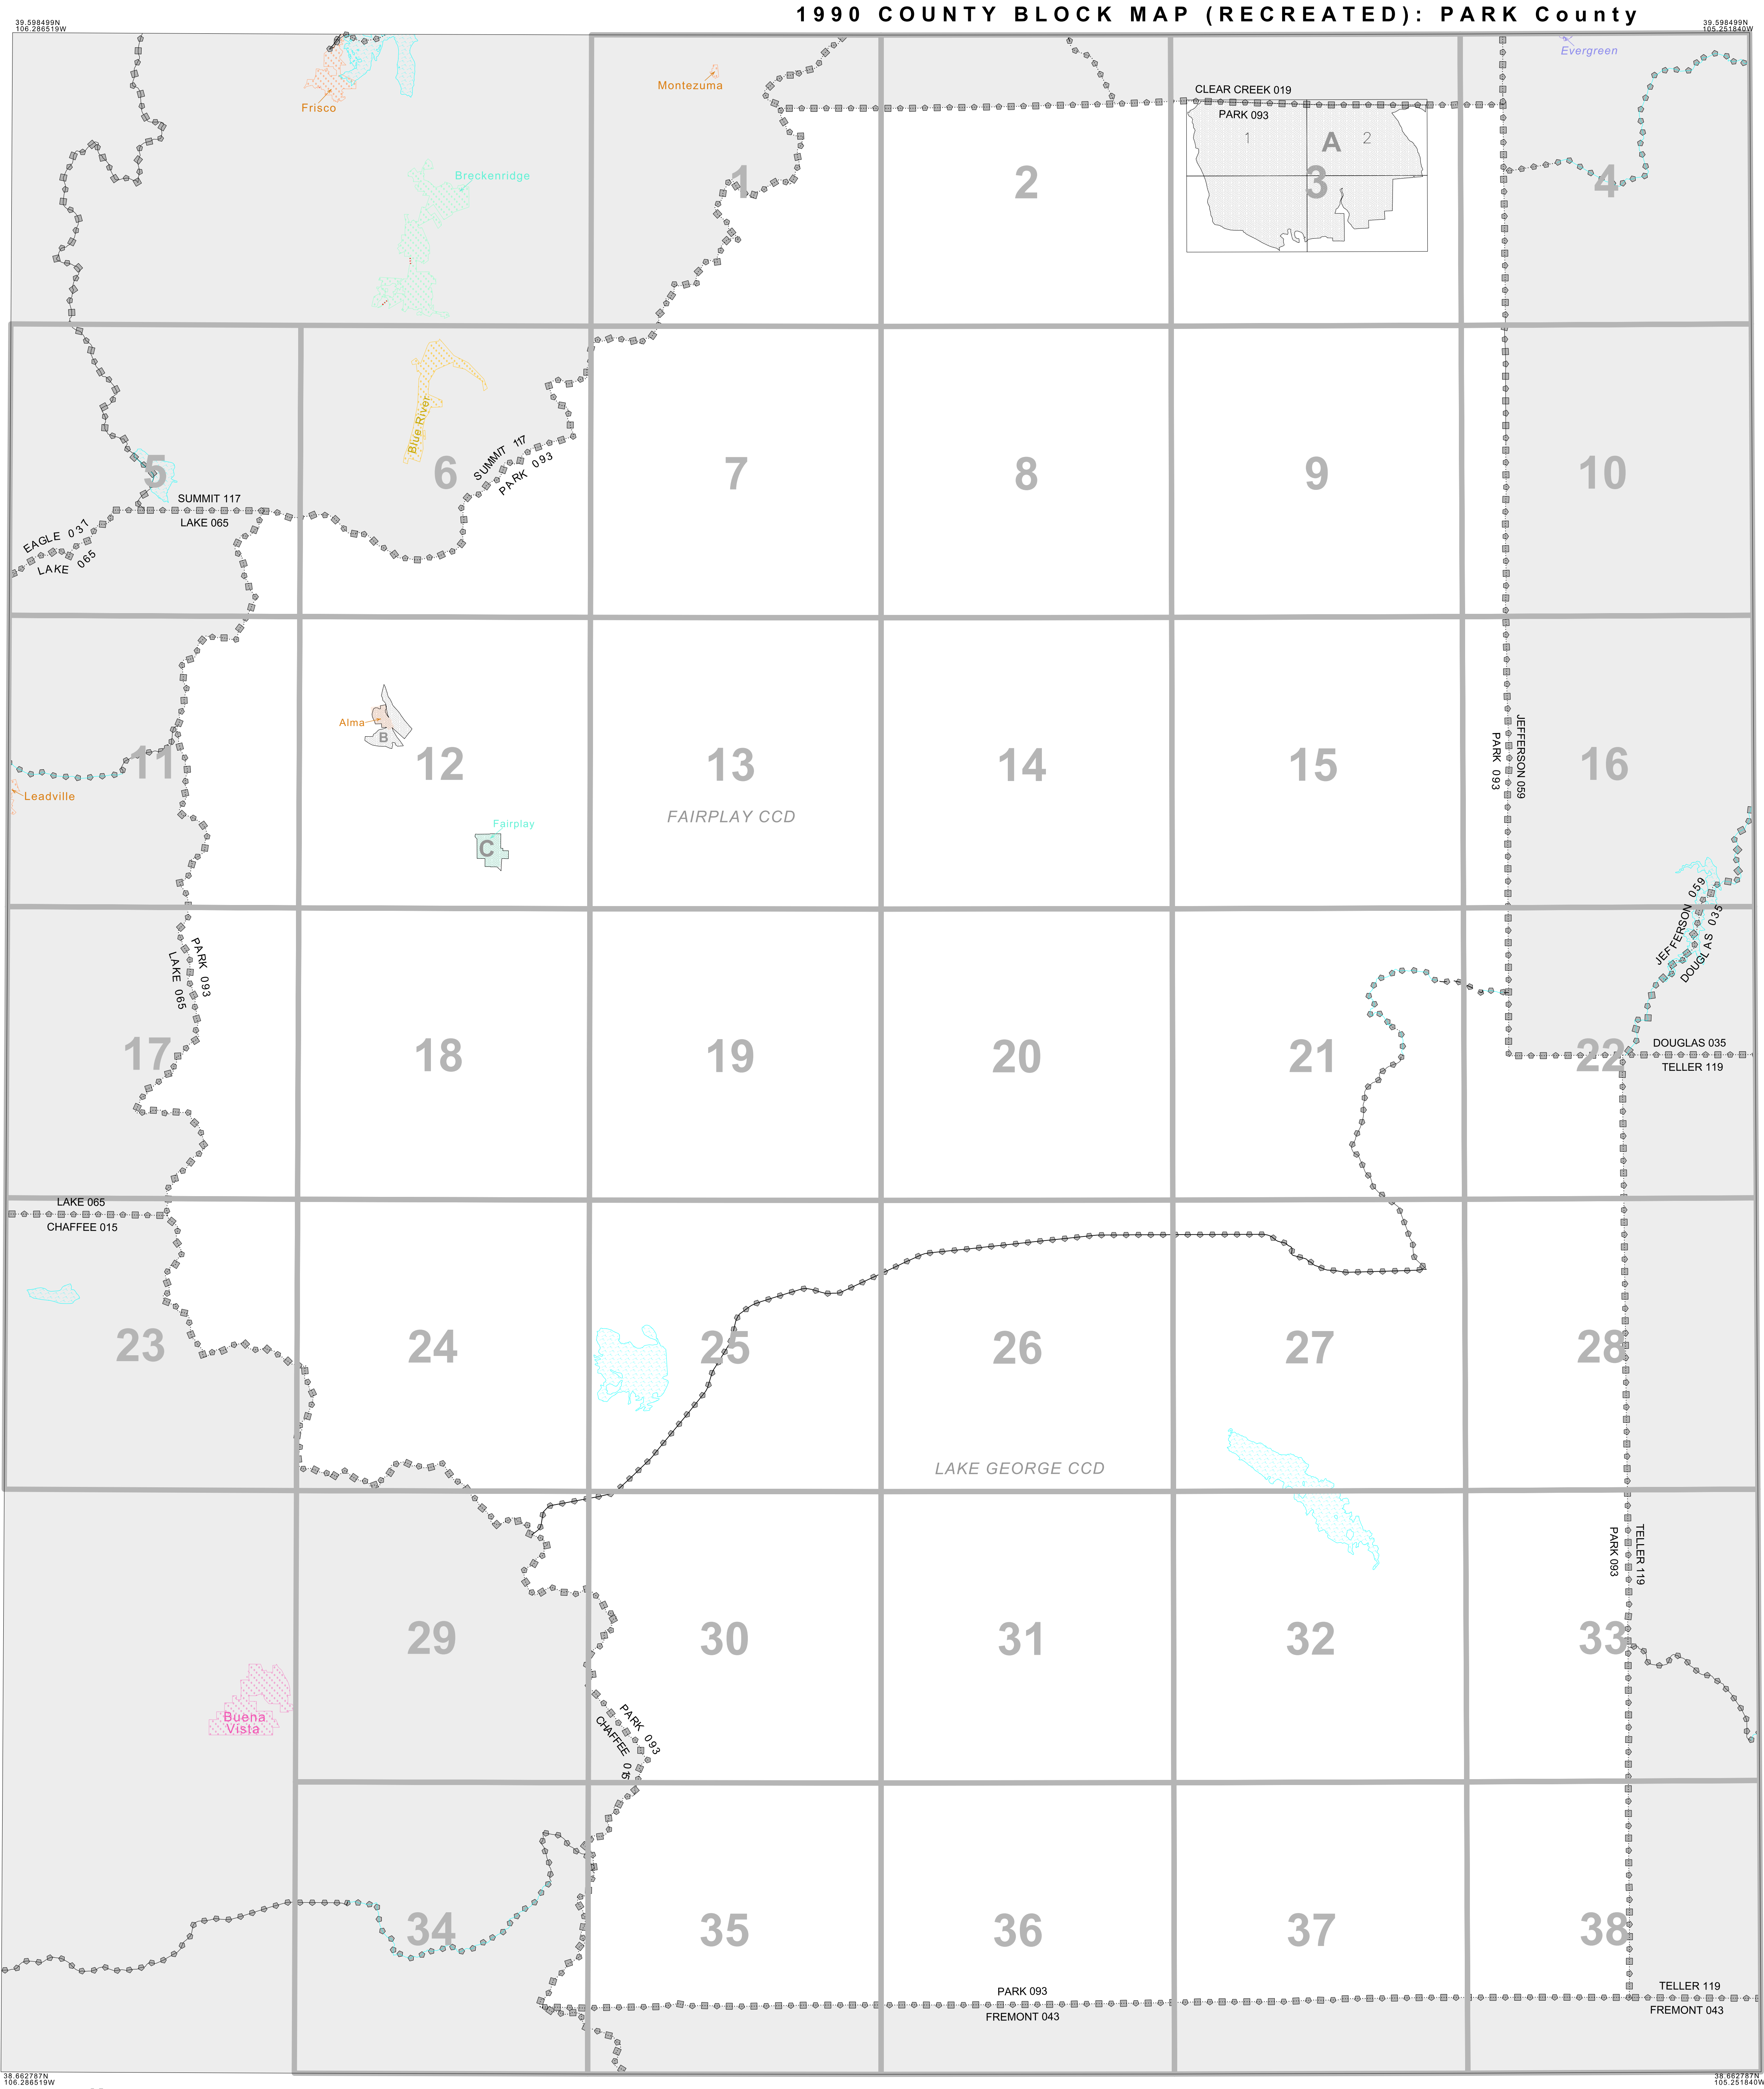 1990 COUNTY BLOCK MAP (RECREATED): PARK County
39.598499N
106.286519W
39.598499N
105.251840W
Evergreen
Frisco
Montezuma
CLEAR CREEK 019
PARK 093
1
A
2
Breckenridge
1
2
3
4
Blue River
SUMMIT 117
PARK 093
5
6
7
8
9
10
SUMMIT 117
LAKE 065
EAGLE 037
LAKE 065
Alma
B
JEFFERSON 059
PARK 093
11
12
13
14
15
16
Leadville
FAIRPLAY CCD
Fairplay
C
JEFFERSON 059
DOUGLAS 035
PARK 093
LAKE 065
17
18
19
20
21
22
DOUGLAS 035
TELLER 119
LAKE 065
CHAFFEE 015
23
24
25
26
27
28
LAKE GEORGE CCD
TELLER 119
PARK 093
29
30
31
32
33
Buena
Vista
PARK 093
CHAFFEE 015
34
35
36
37
38
PARK 093
FREMONT 043
TELLER 119
FREMONT 043
38.662787N
106.286519W
38.662787N
105.251840W